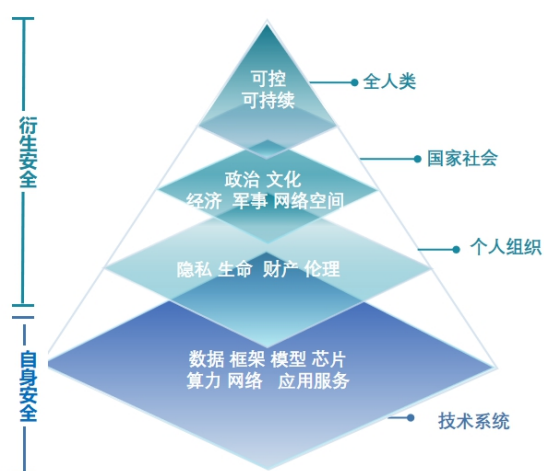 可控
可持续
全人类
衍生安全
国家社会
政治 文化
经济 军事 网络空间
个人组织
隐私 生命 财产 伦理
自身安全
数据 框架 模型 芯片
算力 网络 应用服务
技术系统